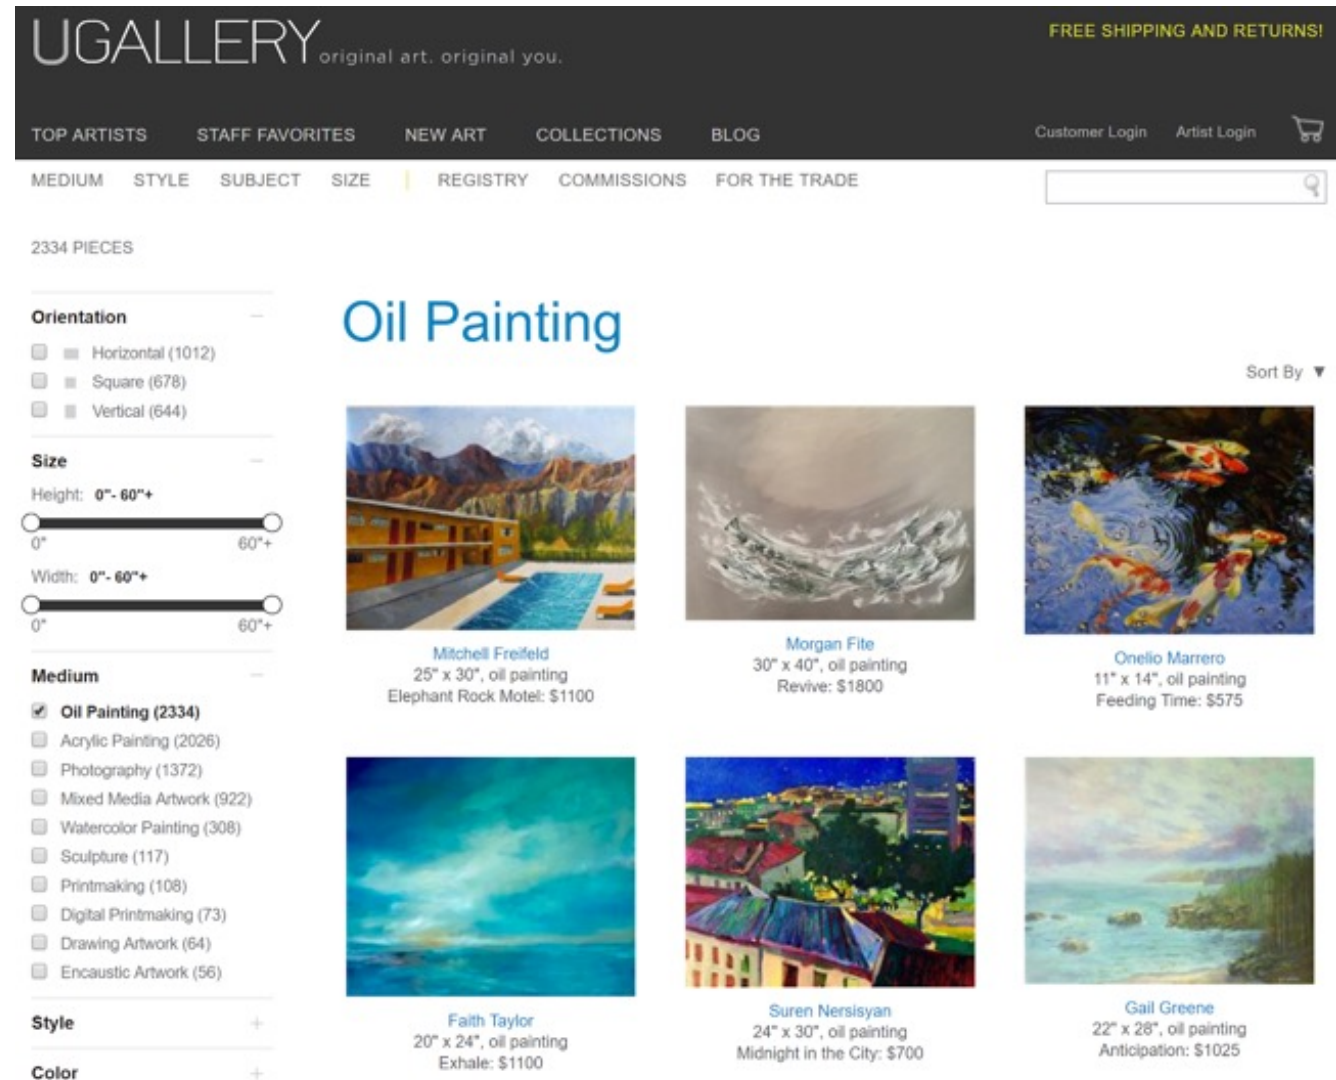 UGALLERY original art. original you.
FREE SHIPPING AND RETURNS!
TOP ARTISTS STAFF FAVORITES NEW ART COLLECTIONS BLOG Customer Login Artist Login
MEDIUM STYLE SUBJECT SIZE | REGISTRY COMMISSIONS FOR THE TRADE
2334 PIECES
Orientation
Horizontal (1012)
Square (678)
Vertical (644)
Size
Height: 0"- 60"+
0" 60"+
Width: 0"- 60"+
0" 60"+
Medium
Oil Painting (2334)
Acrylic Painting (2026)
Photography (1372)
Mixed Media Artwork (922)
Watercolor Painting (308)
Sculpture (117)
Printmaking (108)
Digital Printmaking (73)
Drawing Artwork (64)
Encaustic Artwork (56)
Style
Color
Oil Painting
Sort By ▼
Mitchell Freifeld
25" x 30", oil painting
Elephant Rock Motel: $1100
Morgan Fite
30" x 40", oil painting
Revive: $1800
Onelio Marrero
11" x 14", oil painting
Feeding Time: $575
Faith Taylor
20" x 24", oil painting
Exhale: $1100
Suren Nersisyan
24" x 30", oil painting
Midnight in the City: $700
Gail Greene
22" x 28", oil painting
Anticipation: $1025